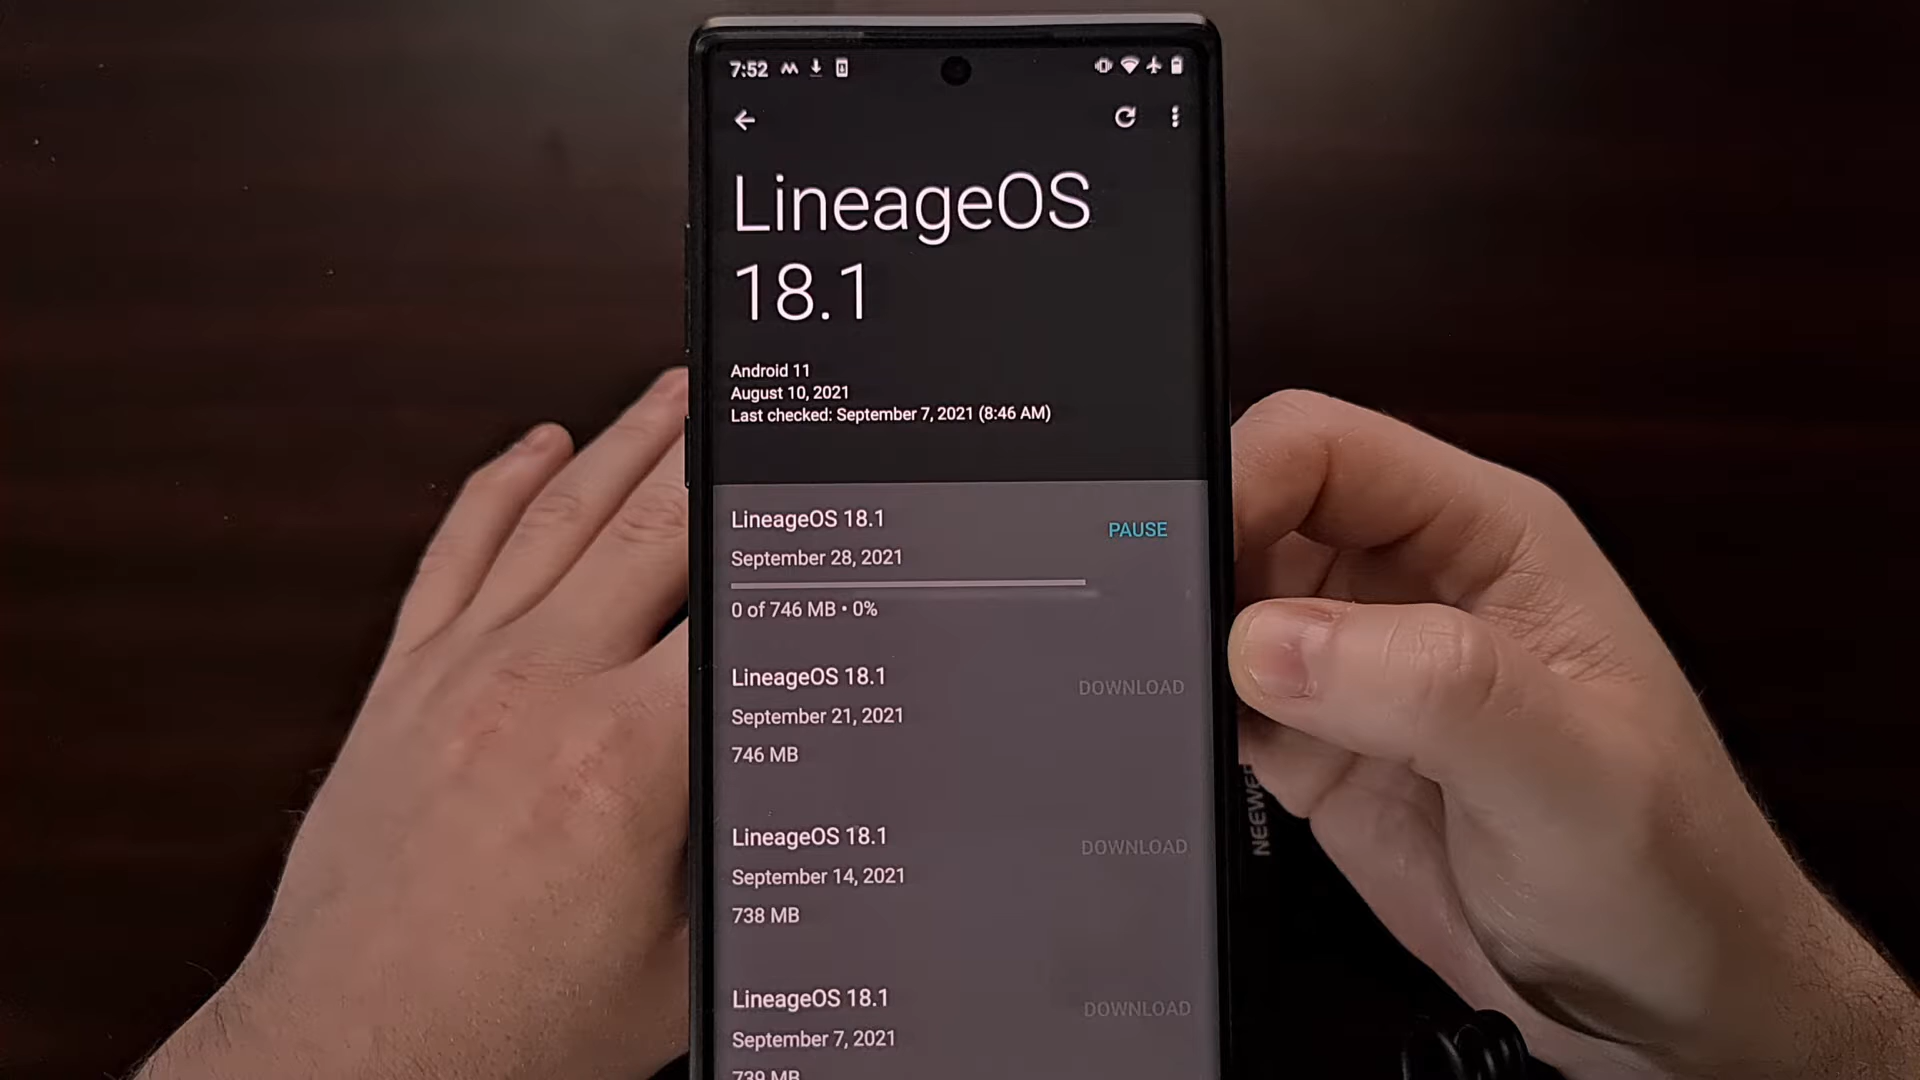 7:52
LineageOS
18.1
Android 11
August 10, 2021
Last checked: September 7, 2021 (8:46 AM)
LineageOS 18.1
PAUSE
September 28, 2021
0 of 746 MB • 0%
LineageOS 18.1
DOWNLOAD
September 21, 2021
746 MB
LineageOS 18.1
DOWNLOAD
September 14, 2021
738 MB
LineageOS 18.1
DOWNLOAD
September 7, 2021
739 MB
NEEWER